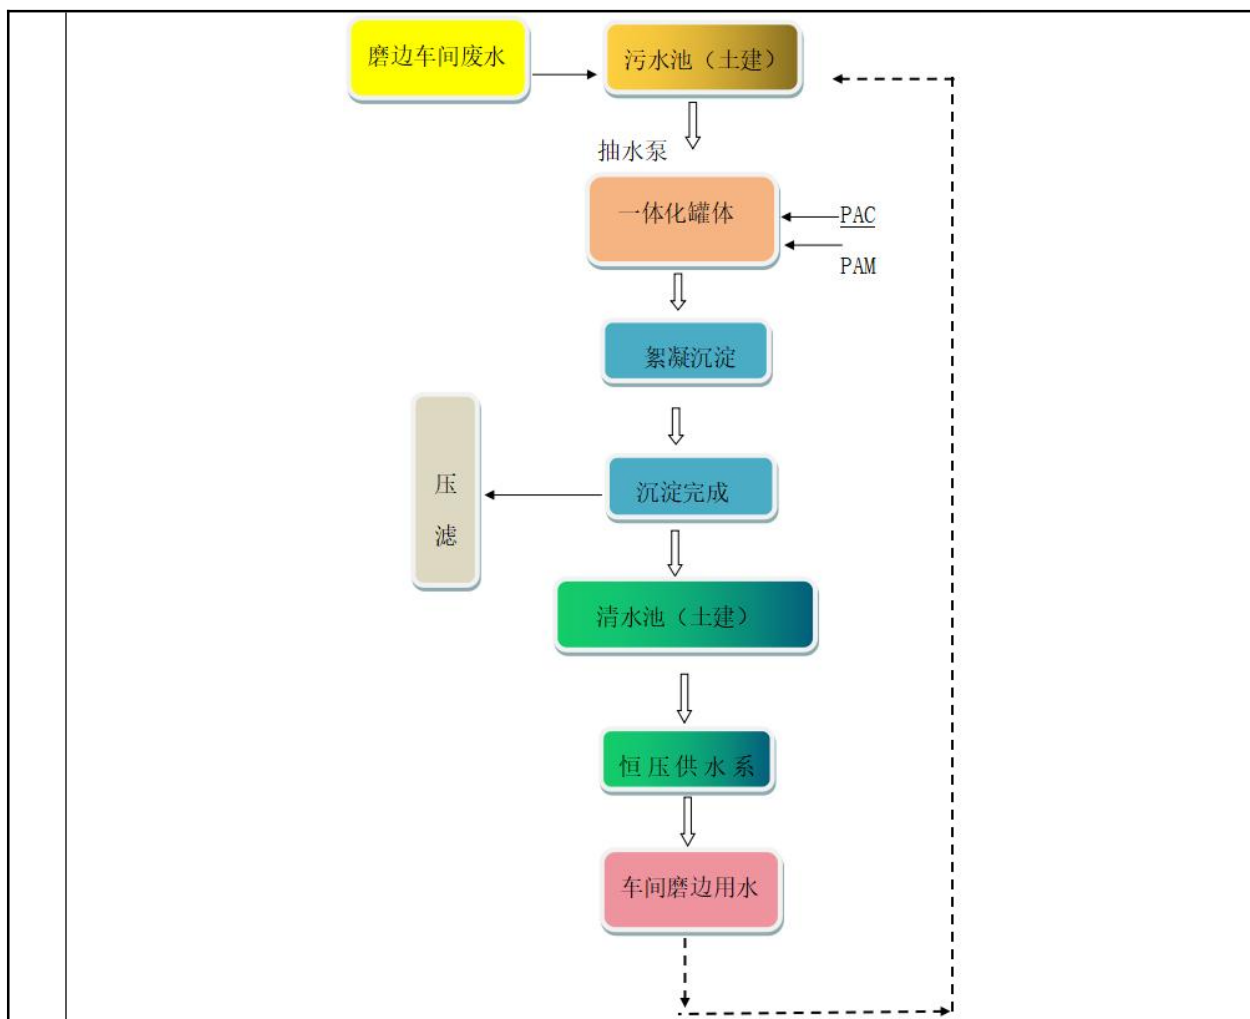 磨边车间废水
污水池（土建）
抽水泵
一体化罐体
PAC
PAM
絮凝沉淀
压
滤
沉淀完成
清水池（土建）
恒压供水系
车间磨边用水